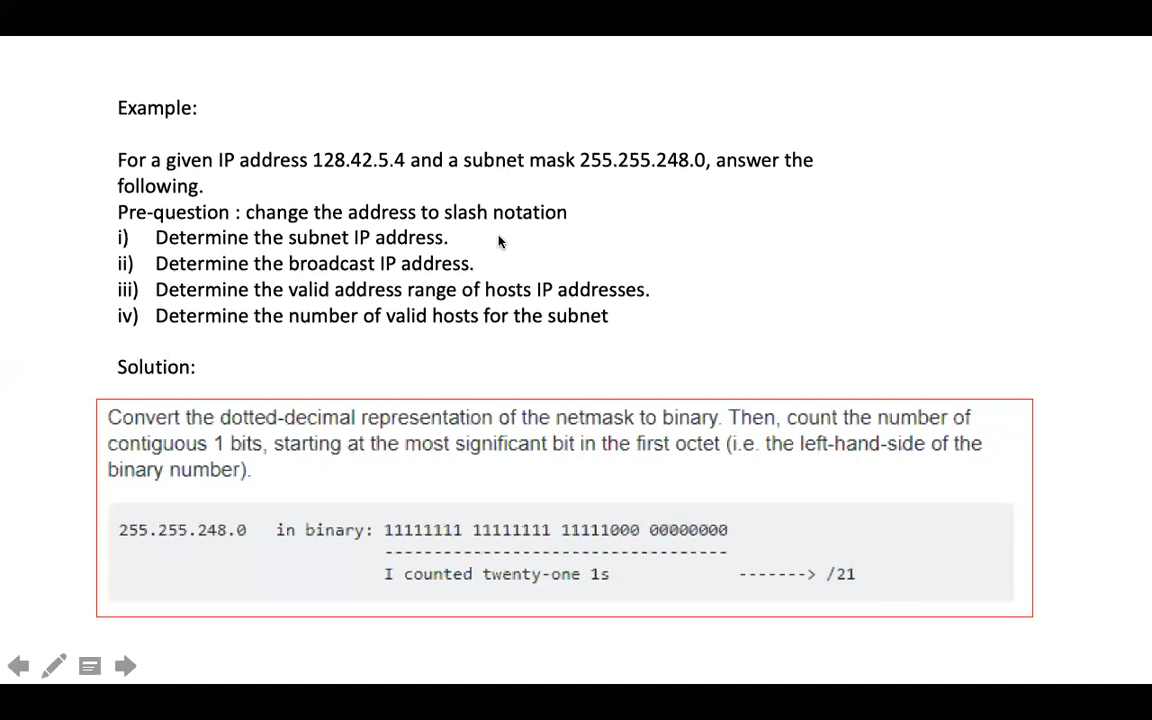 Example:
For a given IP address 128.42.5.4 and a subnet mask 255.255.248.0, answer the
following.
Pre-question : change the address to slash notation
i) Determine the subnet IP address.
ii) Determine the broadcast IP address.
iii) Determine the valid address range of hosts IP addresses.
iv) Determine the number of valid hosts for the subnet
Solution:
Convert the dotted-decimal representation of the netmask to binary. Then, count the number of
contiguous 1 bits, starting at the most significant bit in the first octet (i.e. the left-hand-side of the
binary number).
255.255.248.0 in binary: 11111111 11111111 11111000 00000000
-----------------------------------
I counted twenty-one 1s -------> /21